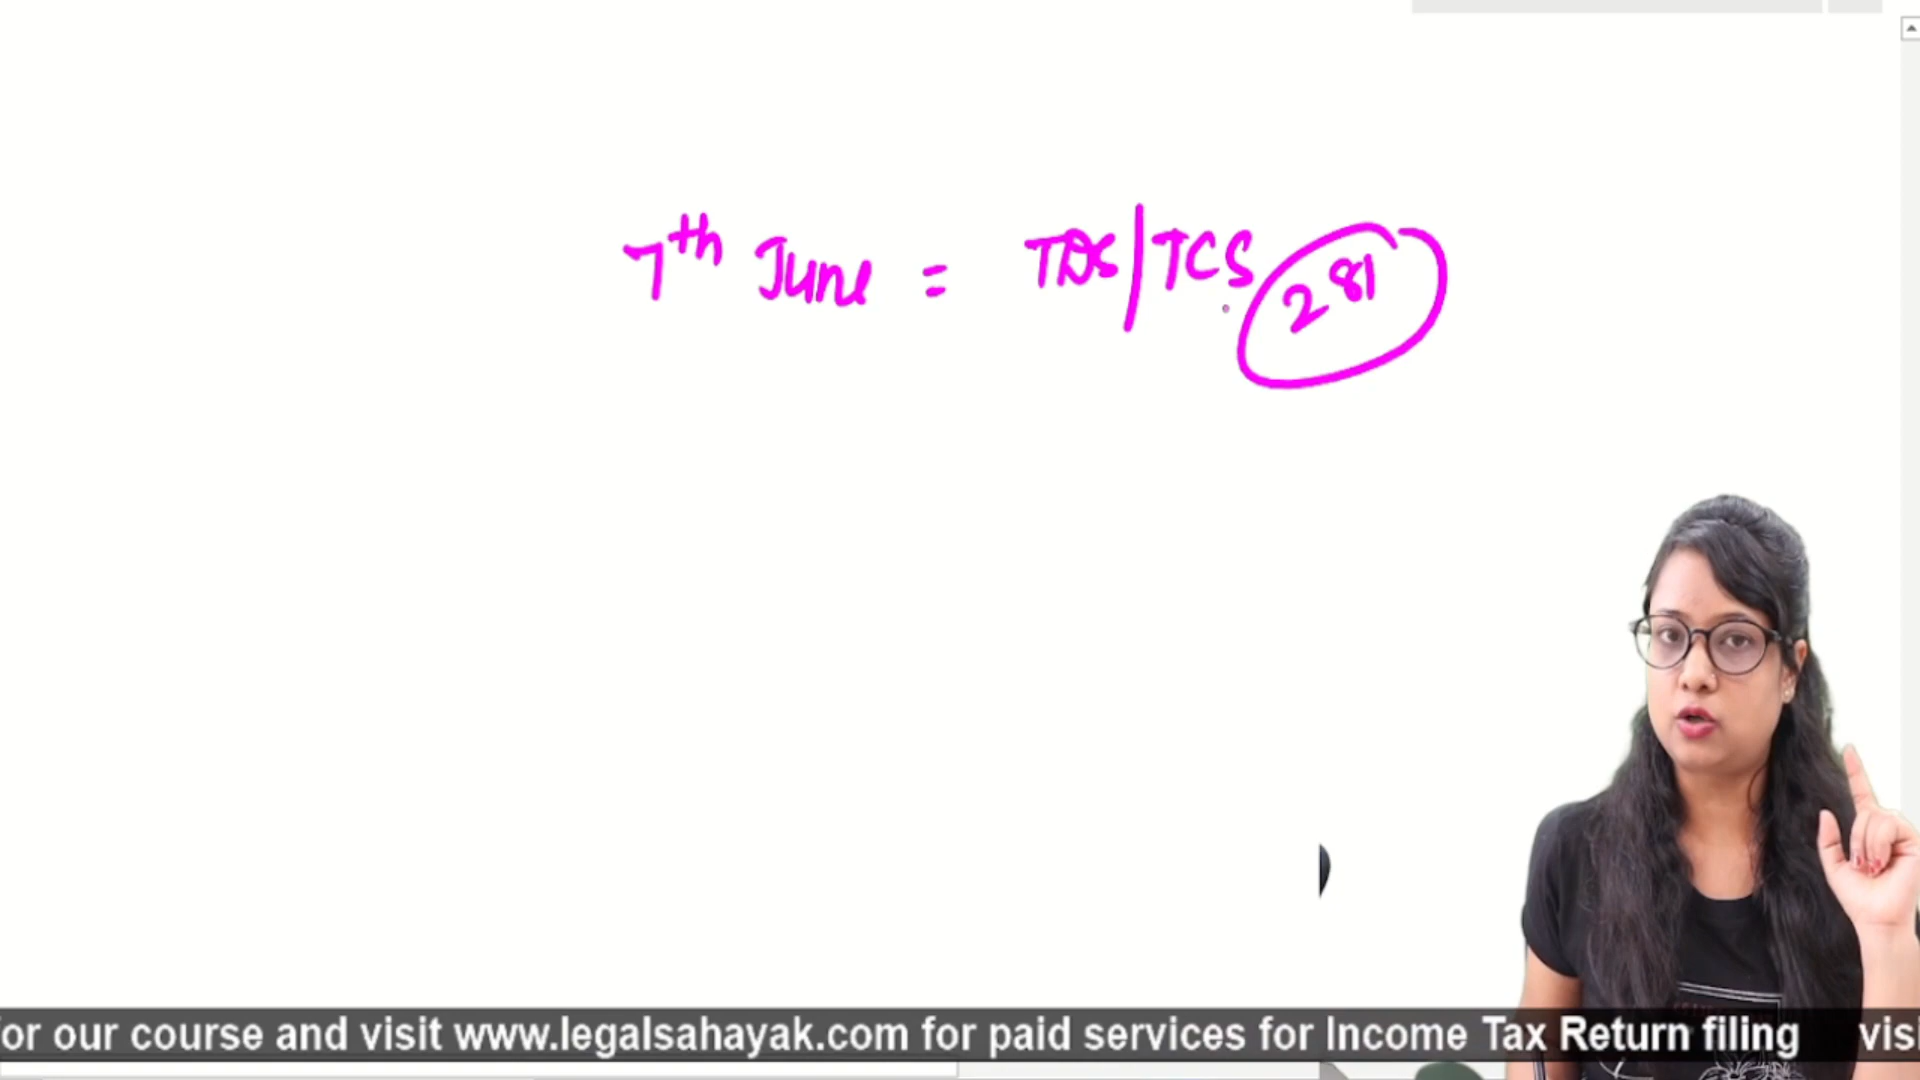 7th June = TDS/TCS 281
or our course and visit www.legalsahayak.com for paid services for Income Tax Return filing vis